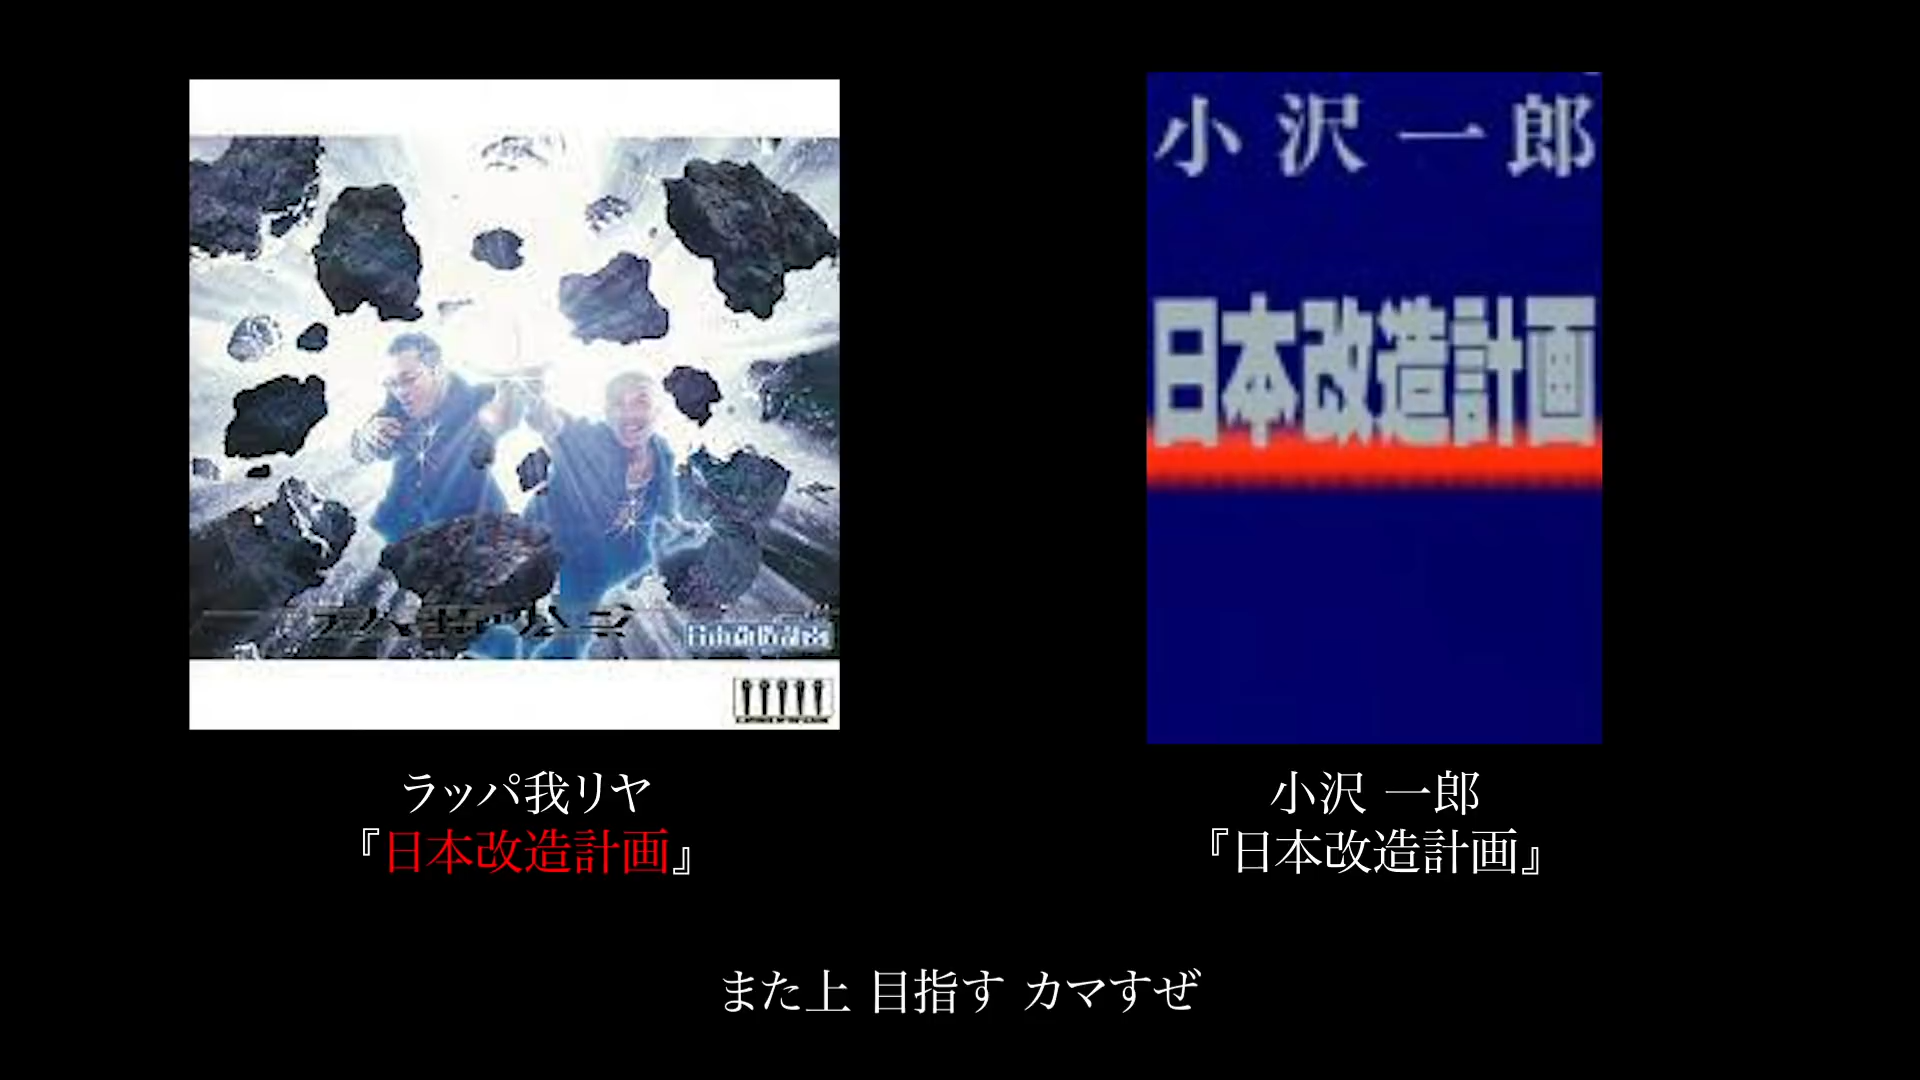 小沢一郎
日本改造計画
ラッパ我リヤ
『日本改造計画』
小沢 一郎
『日本改造計画』
また上 目指す カマすぜ